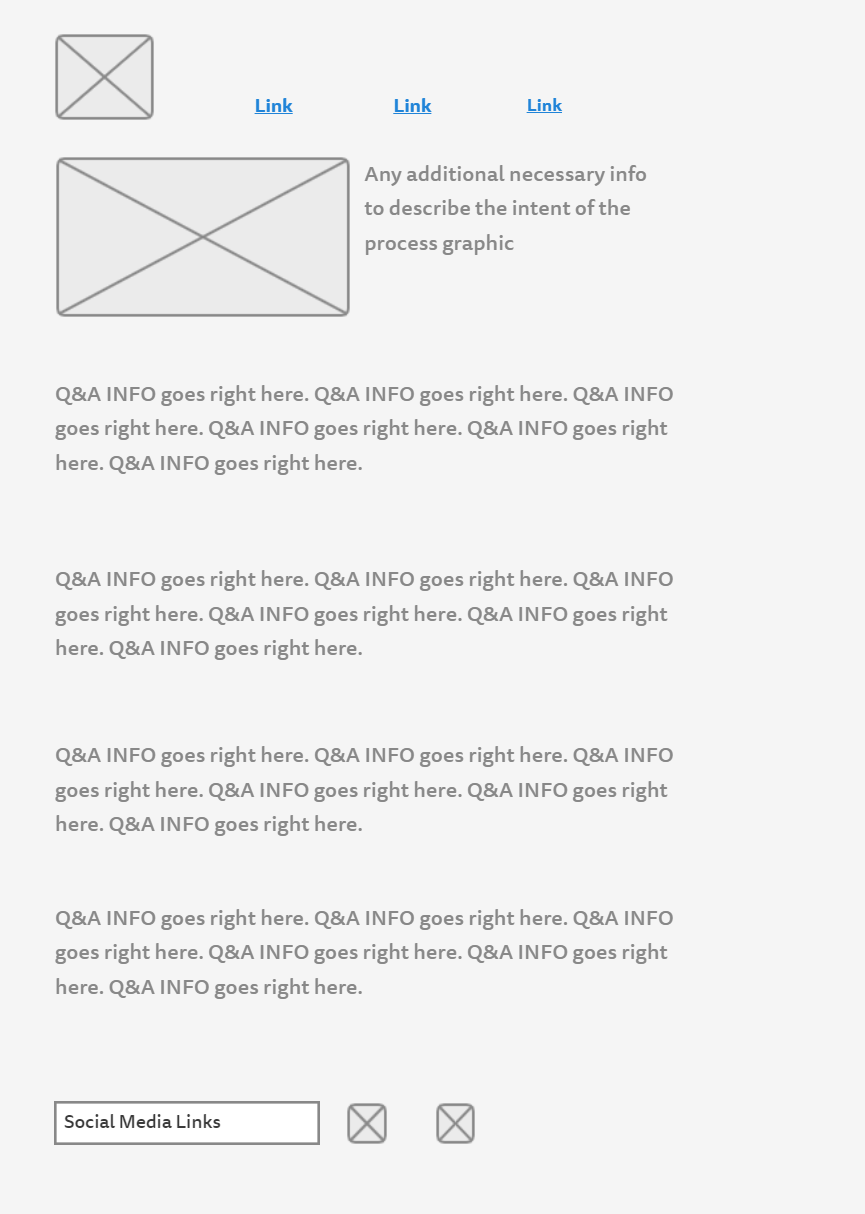 Link Link Link
Any additional necessary info
to describe the intent of the
process graphic
Q&A INFO goes right here. Q&A INFO goes right here. Q&A INFO
goes right here. Q&A INFO goes right here. Q&A INFO goes right
here. Q&A INFO goes right here.
Q&A INFO goes right here. Q&A INFO goes right here. Q&A INFO
goes right here. Q&A INFO goes right here. Q&A INFO goes right
here. Q&A INFO goes right here.
Q&A INFO goes right here. Q&A INFO goes right here. Q&A INFO
goes right here. Q&A INFO goes right here. Q&A INFO goes right
here. Q&A INFO goes right here.
Q&A INFO goes right here. Q&A INFO goes right here. Q&A INFO
goes right here. Q&A INFO goes right here. Q&A INFO goes right
here. Q&A INFO goes right here.
Social Media Links